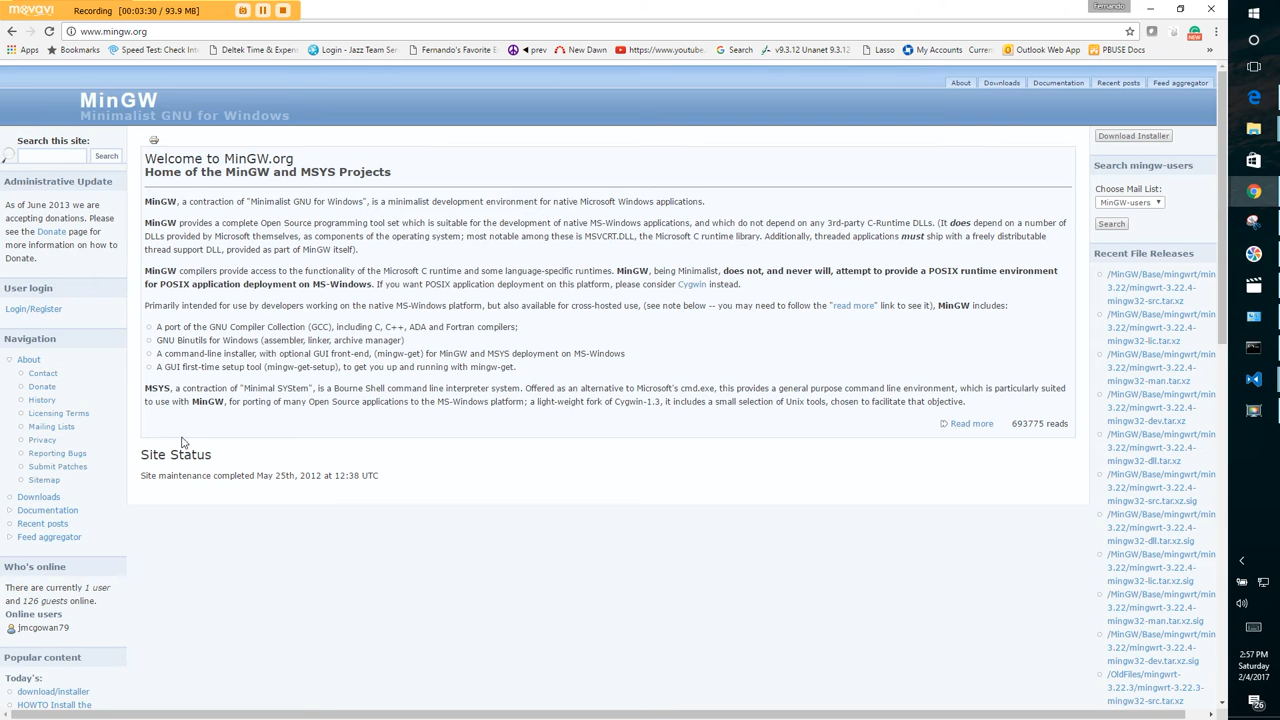 movavi
Recording
[ 00:03:30 / 93.9 MB ]
Fernando
www.mingw.org
Apps
Bookmarks
Speed Test: Check Inte
Deltek Time & Expens
Login - Jazz Team Ser
Fernando's Favorite E
◄ prev
New Dawn
https://www.youtube.
Search
v9.3.12 Unanet 9.3.12
Lasso
My Accounts
Current
Outlook Web App
PBUSE Docs
»
NEW
About
Downloads
Documentation
Recent posts
Feed aggregator
MinGW
Minimalist GNU for Windows
Search this site:
Search
Administrative Update
As of June 2013 we are
accepting donations. Please
see the Donate page for
more information on how to
Donate.
User login
Login/Register
Navigation
About
Contact
Donate
History
Licensing Terms
Mailing Lists
Privacy
Reporting Bugs
Submit Patches
Sitemap
Downloads
Documentation
Recent posts
Feed aggregator
Who's online
There are currently 1 user
and 126 guests online.
Online users
jmcgowan79
Popular content
Today's:
download/installer
HOWTO Install the
Welcome to MinGW.org
Home of the MinGW and MSYS Projects
MinGW, a contraction of "Minimalist GNU for Windows", is a minimalist development environment for native Microsoft Windows applications.
MinGW provides a complete Open Source programming tool set which is suitable for the development of native MS-Windows applications, and which do not depend on any 3rd-party C-Runtime DLLs. (It does depend on a number of
DLLs provided by Microsoft themselves, as components of the operating system; most notable among these is MSVCRT.DLL, the Microsoft C runtime library. Additionally, threaded applications must ship with a freely distributable
thread support DLL, provided as part of MinGW itself).
MinGW compilers provide access to the functionality of the Microsoft C runtime and some language-specific runtimes. MinGW, being Minimalist, does not, and never will, attempt to provide a POSIX runtime environment
for POSIX application deployment on MS-Windows. If you want POSIX application deployment on this platform, please consider Cygwin instead.
Primarily intended for use by developers working on the native MS-Windows platform, but also available for cross-hosted use, (see note below -- you may need to follow the "read more" link to see it), MinGW includes:
A port of the GNU Compiler Collection (GCC), including C, C++, ADA and Fortran compilers;
GNU Binutils for Windows (assembler, linker, archive manager)
A command-line installer, with optional GUI front-end, (mingw-get) for MinGW and MSYS deployment on MS-Windows
A GUI first-time setup tool (mingw-get-setup), to get you up and running with mingw-get.
MSYS, a contraction of "Minimal SYStem", is a Bourne Shell command line interpreter system. Offered as an alternative to Microsoft's cmd.exe, this provides a general purpose command line environment, which is particularly suited
to use with MinGW, for porting of many Open Source applications to the MS-Windows platform; a light-weight fork of Cygwin-1.3, it includes a small selection of Unix tools, chosen to facilitate that objective.
Read more
693775 reads
Site Status
Site maintenance completed May 25th, 2012 at 12:38 UTC
Download Installer
Search mingw-users
Choose Mail List:
MinGW-users
Search
Recent File Releases
/MinGW/Base/mingwrt/min
3.22/mingwrt-3.22.4-
mingw32-src.tar.xz
/MinGW/Base/mingwrt/min
3.22/mingwrt-3.22.4-
mingw32-lic.tar.xz
/MinGW/Base/mingwrt/min
3.22/mingwrt-3.22.4-
mingw32-man.tar.xz
/MinGW/Base/mingwrt/min
3.22/mingwrt-3.22.4-
mingw32-dev.tar.xz
/MinGW/Base/mingwrt/min
3.22/mingwrt-3.22.4-
mingw32-dll.tar.xz
/MinGW/Base/mingwrt/min
3.22/mingwrt-3.22.4-
mingw32-src.tar.xz.sig
/MinGW/Base/mingwrt/min
3.22/mingwrt-3.22.4-
mingw32-dll.tar.xz.sig
/MinGW/Base/mingwrt/min
3.22/mingwrt-3.22.4-
mingw32-lic.tar.xz.sig
/MinGW/Base/mingwrt/min
3.22/mingwrt-3.22.4-
mingw32-man.tar.xz.sig
/MinGW/Base/mingwrt/min
3.22/mingwrt-3.22.4-
mingw32-dev.tar.xz.sig
/OldFiles/mingwrt-
3.22.3/mingwrt-3.22.3-
mingw32-src.tar.xz
2:57 PM
Saturday
2/4/2017
26